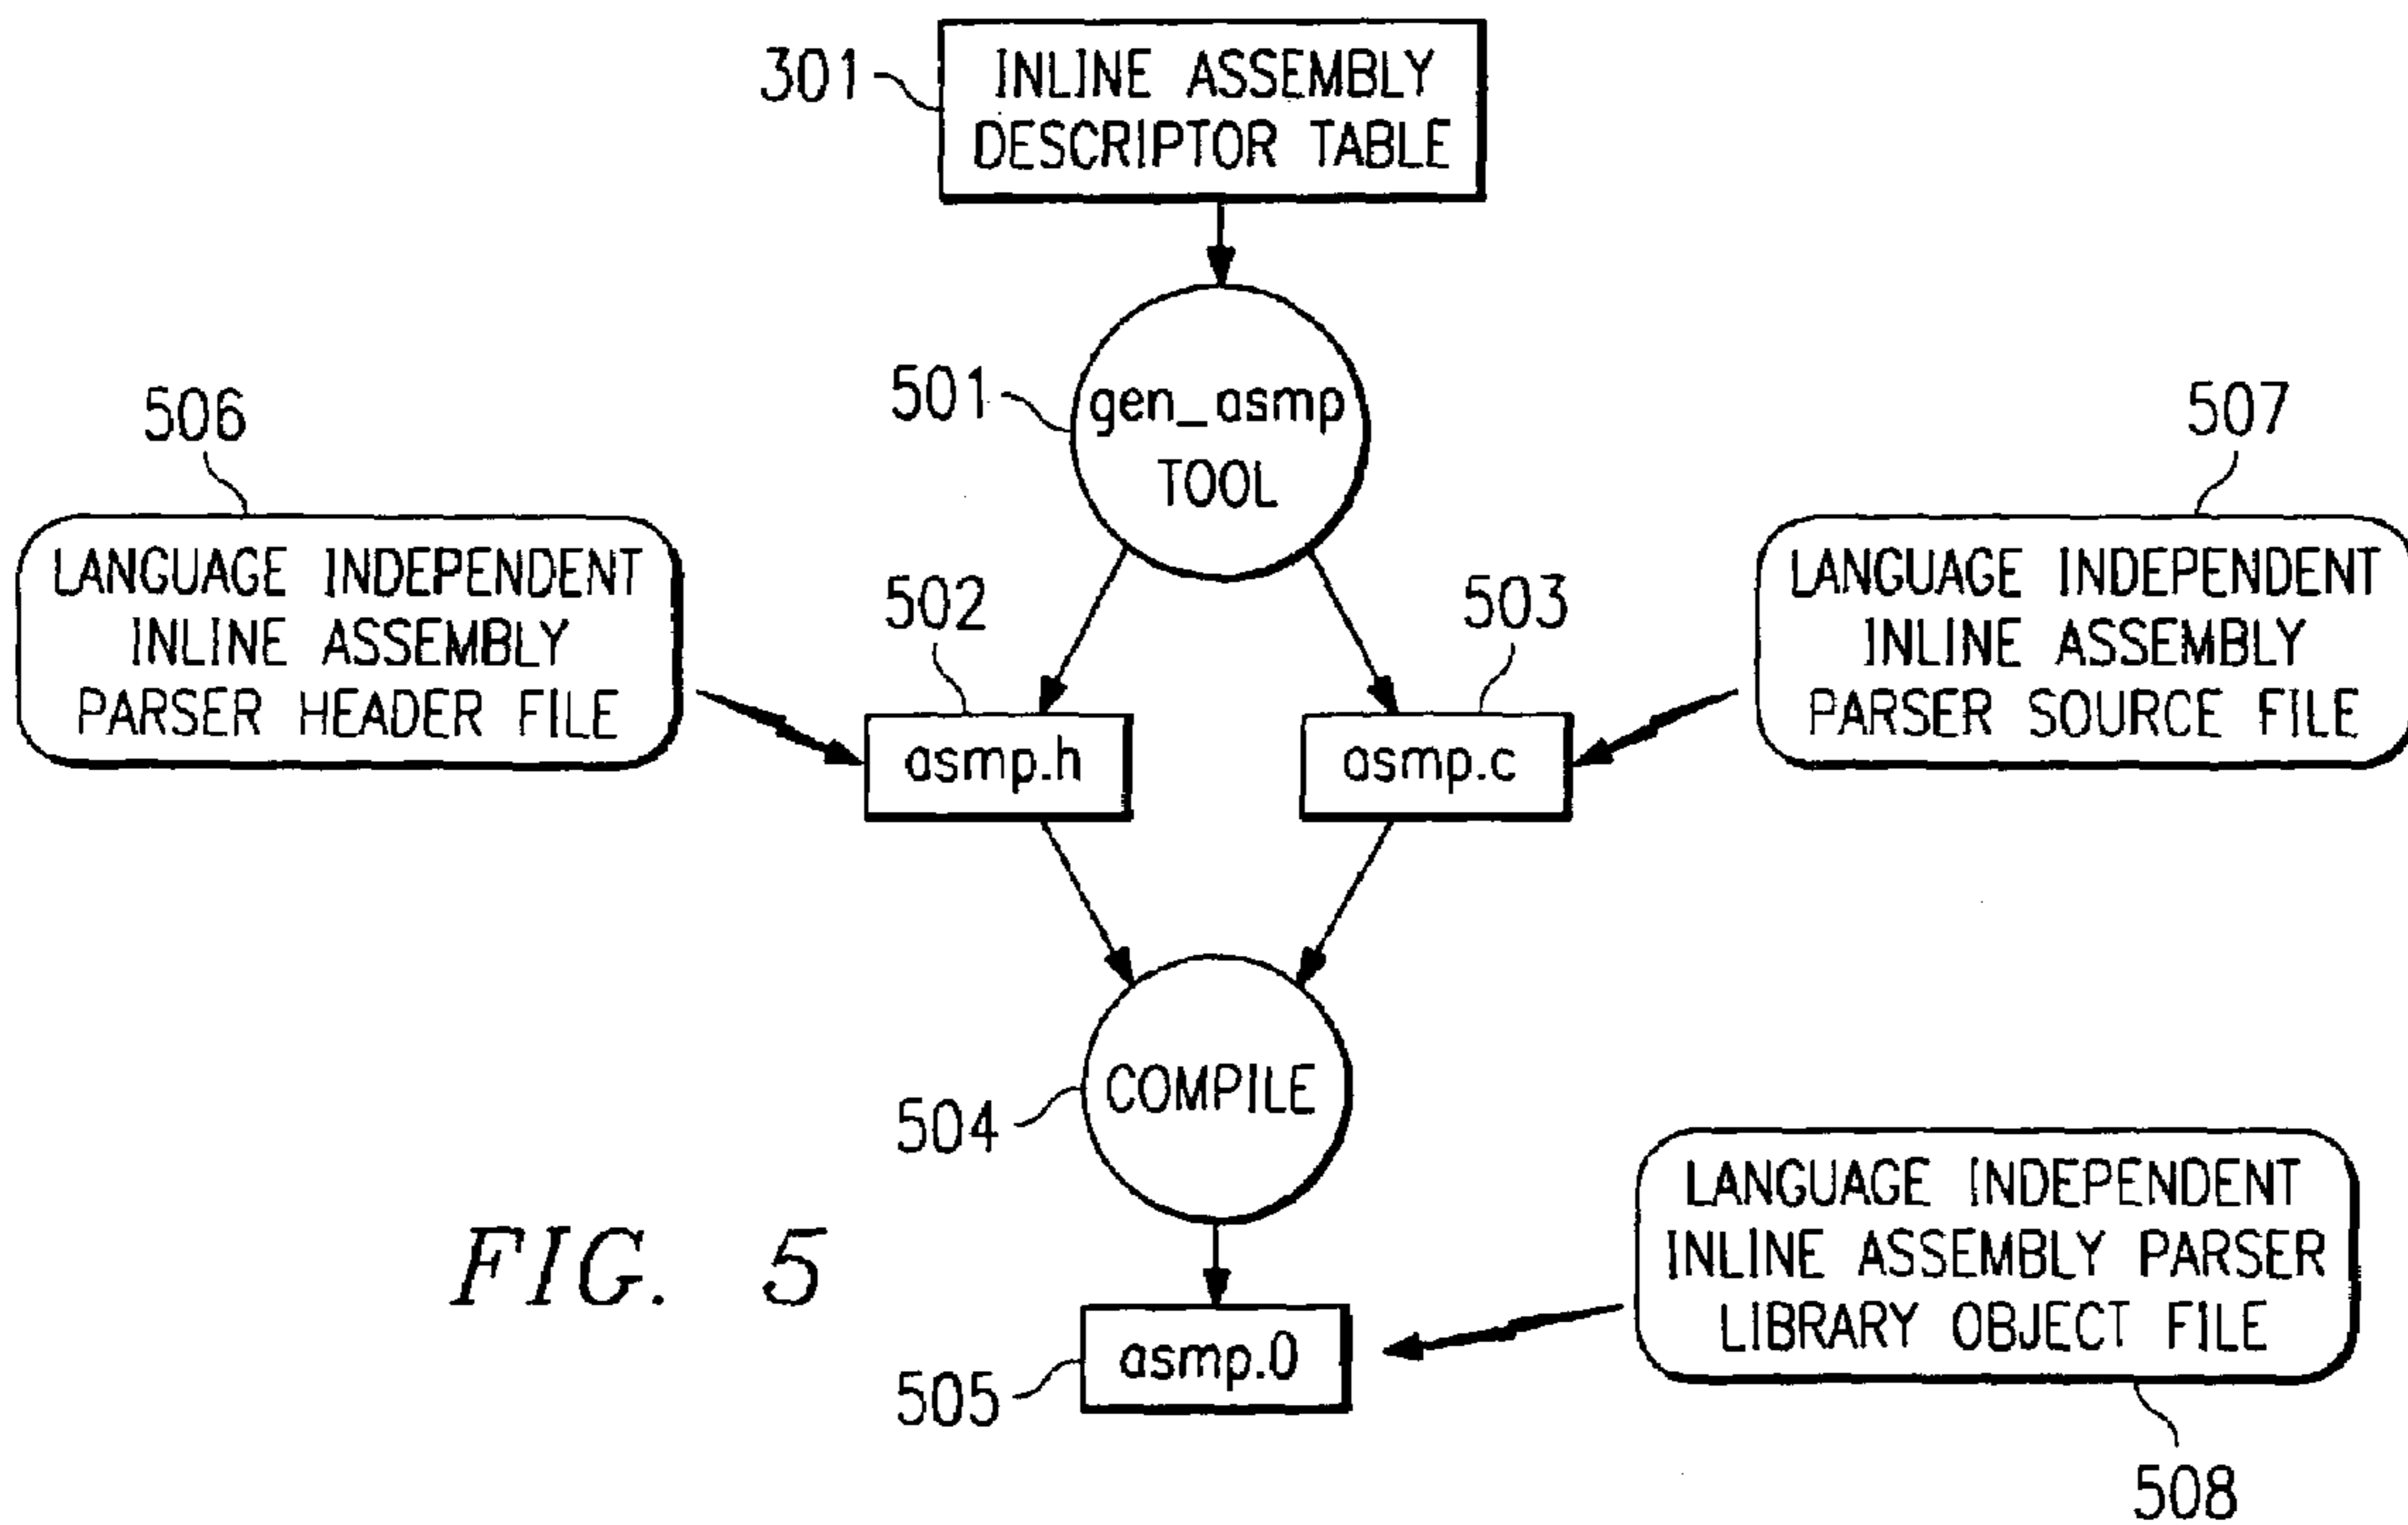 301
INLINE ASSEMBLY
DESCRIPTOR TABLE
501
gen_asmp
TOOL
506
LANGUAGE INDEPENDENT
INLINE ASSEMBLY
PARSER HEADER FILE
507
LANGUAGE INDEPENDENT
INLINE ASSEMBLY
PARSER SOURCE FILE
502
asmp.h
503
asmp.c
504
COMPILE
505
asmp.0
LANGUAGE INDEPENDENT
INLINE ASSEMBLY PARSER
LIBRARY OBJECT FILE
508
FIG. 5